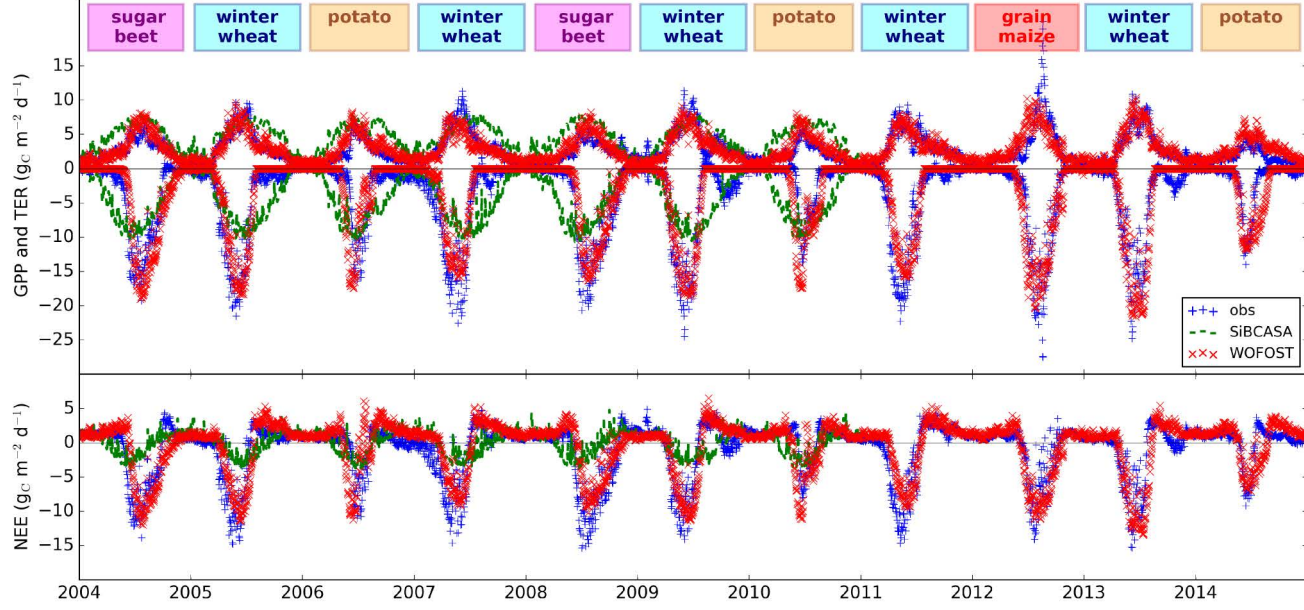 sugar winter potato winter sugar winter potato winter grain winter potato
beet wheat wheat beet wheat wheat maize wheat
GPP and TER (gC m−2 d−1)
15
10
5
0
−5
−10
−15
−20
−25
obs
SiBCASA
WOFOST
NEE (gC m−2 d−1)
5
0
−5
−10
−15
2004 2005 2006 2007 2008 2009 2010 2011 2012 2013 2014